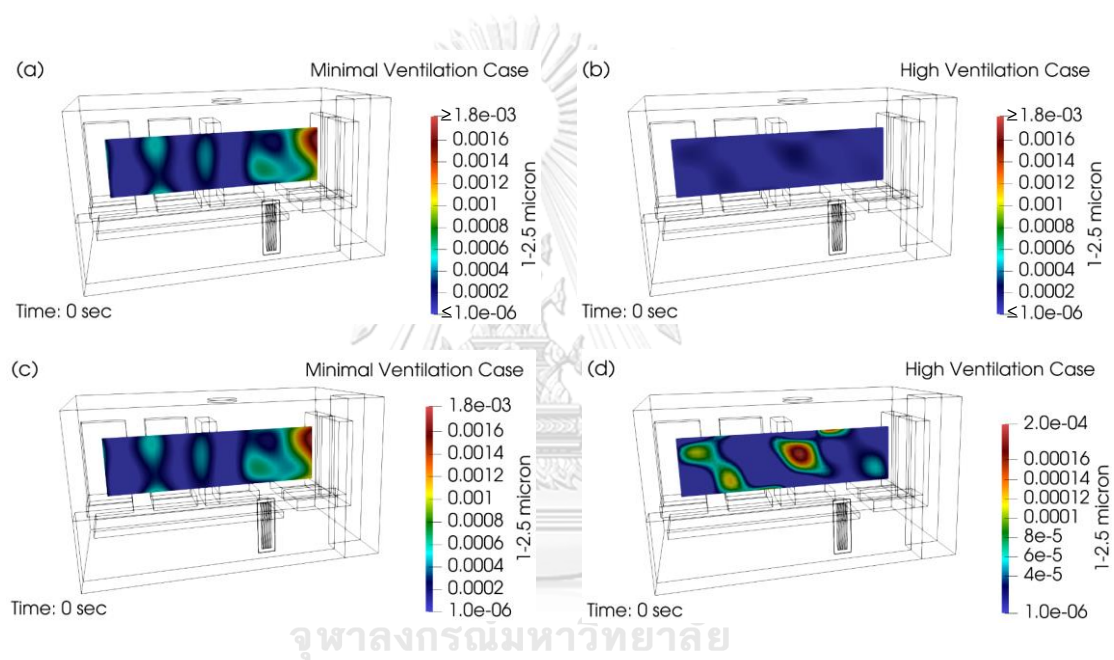 (a)
Minimal Ventilation Case
≥1.8e-03
0.0016
0.0014
0.0012
0.001
0.0008
0.0006
0.0004
0.0002
≤1.0e-06
1-2.5 micron
Time: 0 sec
(b)
High Ventilation Case
≥1.8e-03
0.0016
0.0014
0.0012
0.001
0.0008
0.0006
0.0004
0.0002
≤1.0e-06
1-2.5 micron
Time: 0 sec
(c)
Minimal Ventilation Case
1.8e-03
0.0016
0.0014
0.0012
0.001
0.0008
0.0006
0.0004
0.0002
1.0e-06
1-2.5 micron
Time: 0 sec
(d)
High Ventilation Case
2.0e-04
0.00016
0.00014
0.00012
0.0001
8e-5
6e-5
4e-5
1.0e-06
1-2.5 micron
Time: 0 sec
จุฬาลงกรณ์มหาวิทยาลัย